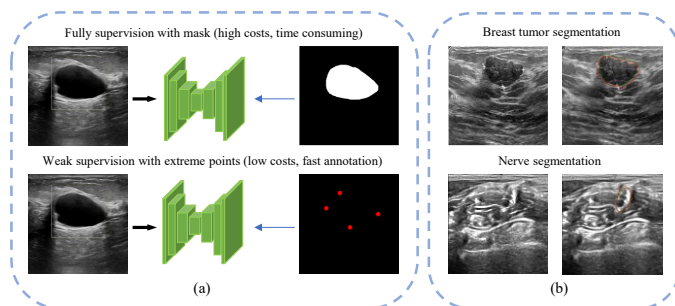 Fully supervision with mask (high costs, time consuming)
Weak supervision with extreme points (low costs, fast annotation)
(a)
Breast tumor segmentation
Nerve segmentation
(b)